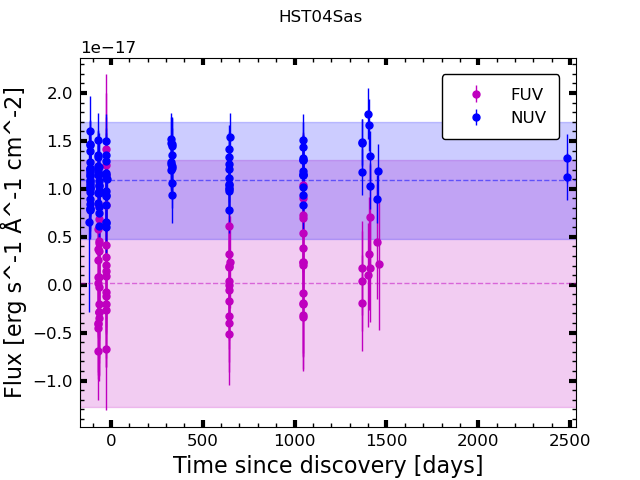 HST04Sas
1e−17
FUV
NUV
2.0
1.5
1.0
0.5
0.0
−0.5
−1.0
Flux [erg s^-1 Å^-1 cm^-2]
0 500 1000 1500 2000 2500
Time since discovery [days]